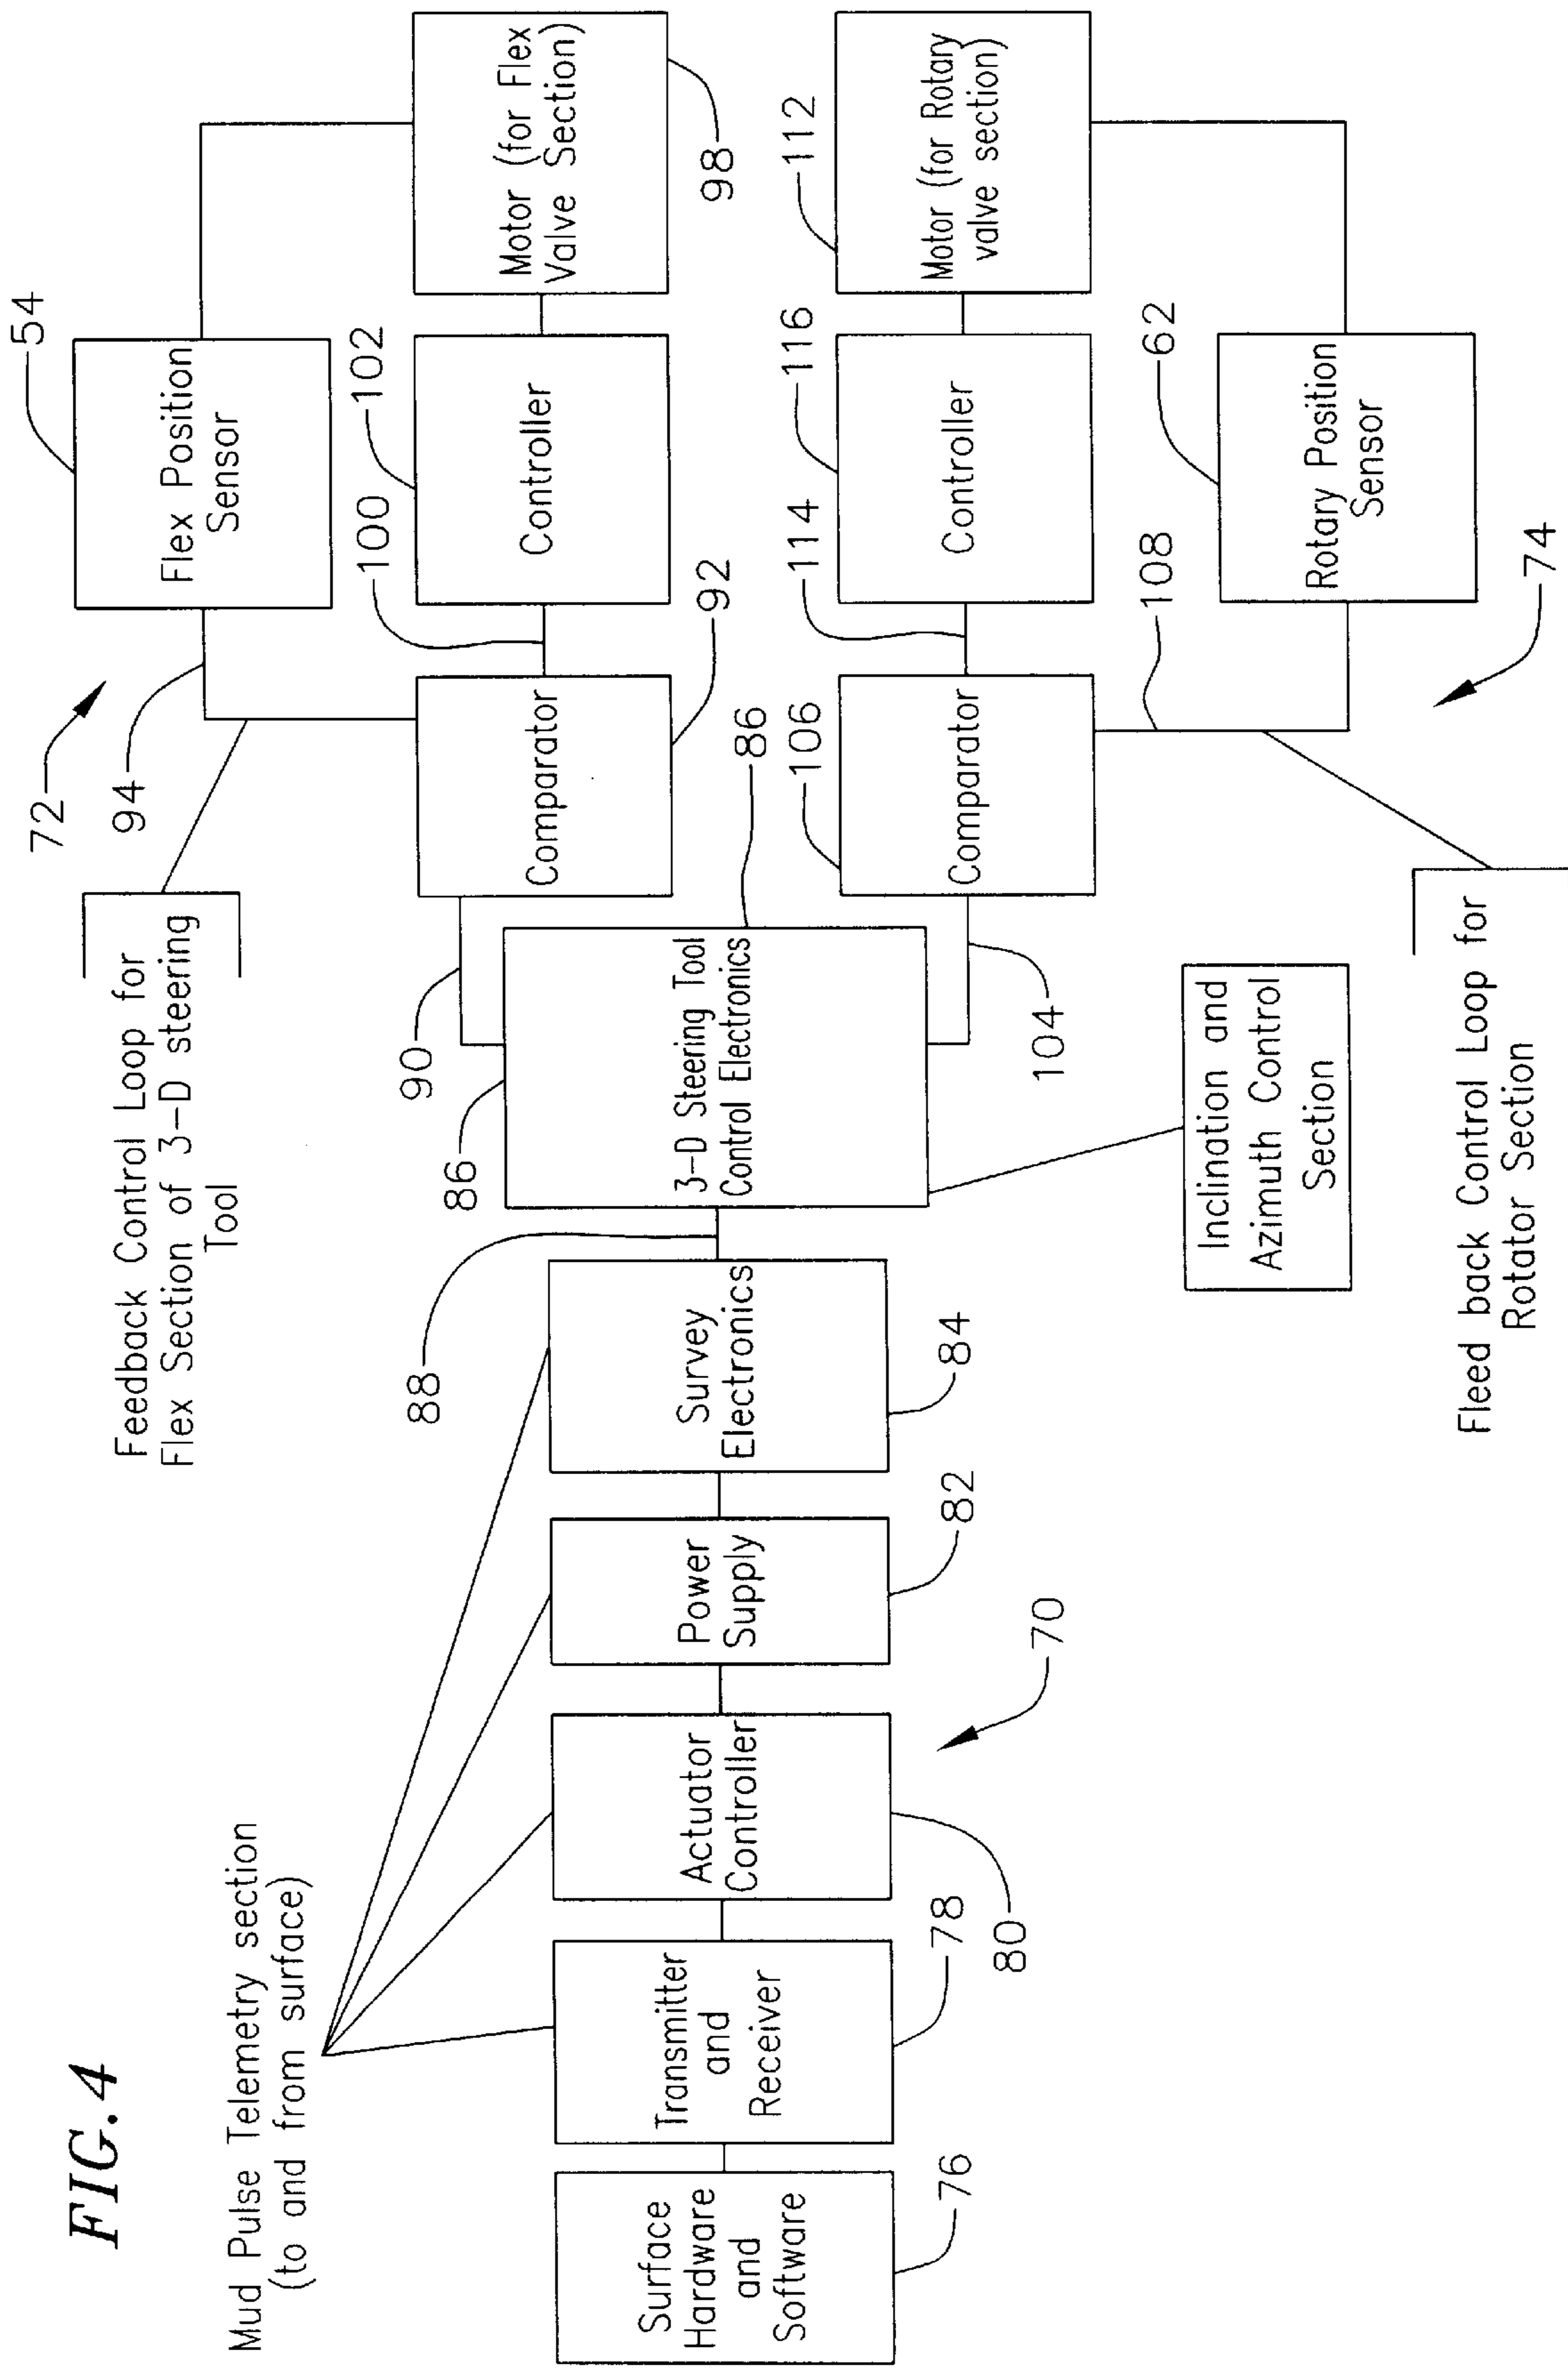 FIG.4
Mud Pulse Telemetry section
(to and from surface)
Surface
Hardware
and
Software
76
Transmitter
and
Receiver
78
Actuator
Controller
80
70
Power
Supply
82
Survey
Electronics
84
88
3-D Steering Tool
Control Electronics
86
86
90
104
Inclination and
Azimuth Control
Section
Feedback Control Loop for
Flex Section of 3-D steering
Tool
72
94
Flex Position
Sensor
54
Comparator
92
100
Controller
102
Motor (for Flex
Valve Section)
98
Comparator
106
114
Controller
116
Motor (for Rotary
valve section)
112
108
Rotary Position
Sensor
62
74
Fleed back Control Loop for
Rotator Section